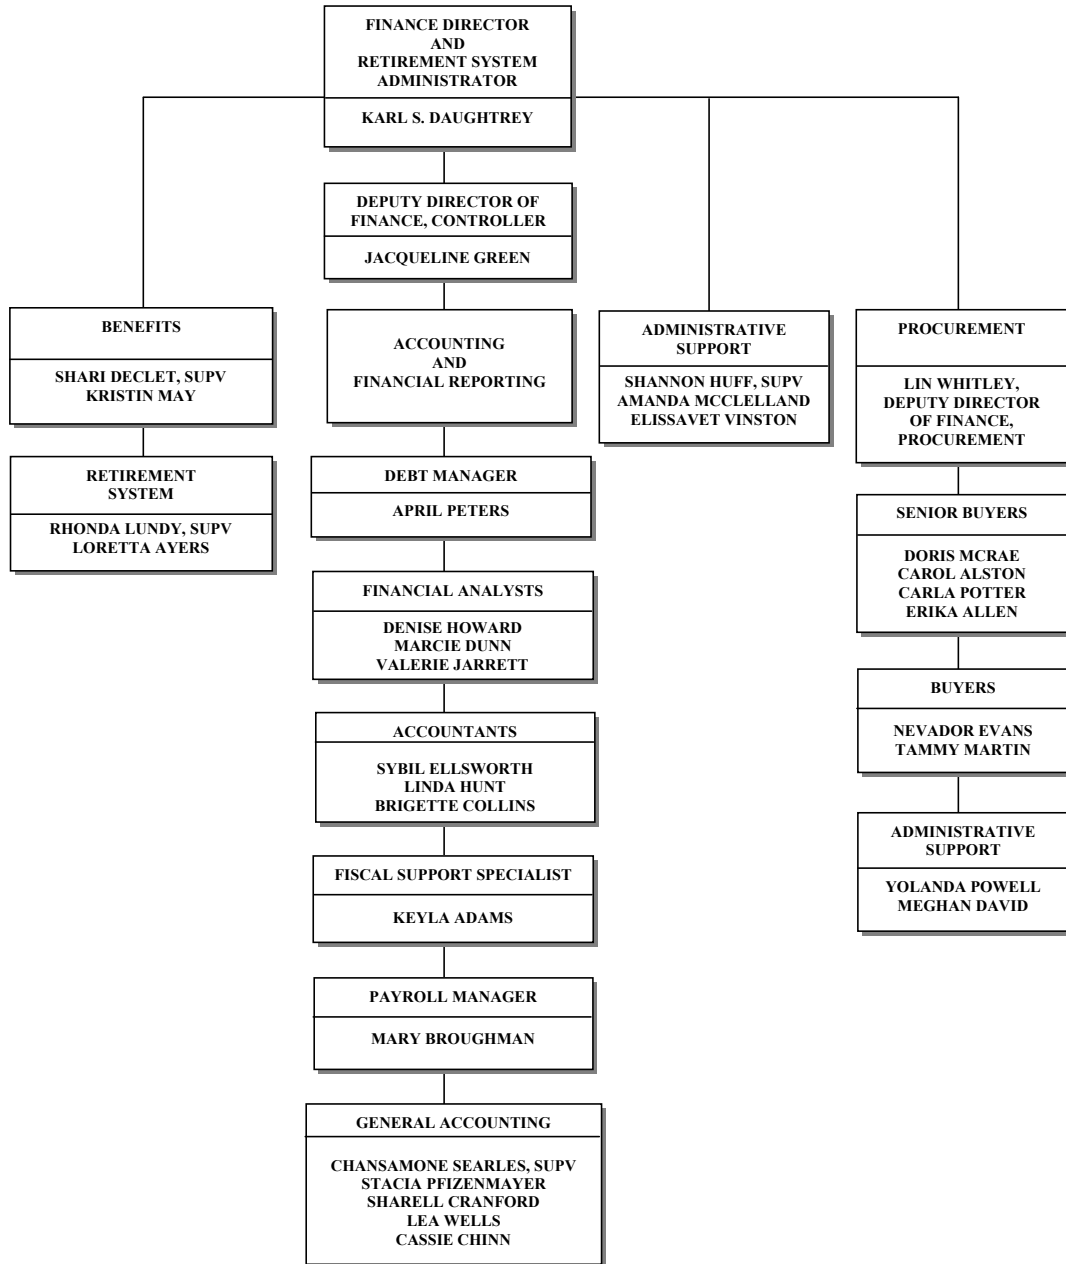 FINANCE DIRECTOR
AND
RETIREMENT SYSTEM
ADMINISTRATOR
KARL S. DAUGHTREY
DEPUTY DIRECTOR OF
FINANCE, CONTROLLER
JACQUELINE GREEN
BENEFITS
SHARI DECLET, SUPV
KRISTIN MAY
RETIREMENT
SYSTEM
RHONDA LUNDY, SUPV
LORETTA AYERS
ACCOUNTING
AND
FINANCIAL REPORTING
DEBT MANAGER
APRIL PETERS
FINANCIAL ANALYSTS
DENISE HOWARD
MARCIE DUNN
VALERIE JARRETT
ACCOUNTANTS
SYBIL ELLSWORTH
LINDA HUNT
BRIGETTE COLLINS
FISCAL SUPPORT SPECIALIST
KEYLA ADAMS
PAYROLL MANAGER
MARY BROUGHMAN
GENERAL ACCOUNTING
CHANSAMONE SEARLES, SUPV
STACIA PFIZENMAYER
SHARELL CRANFORD
LEA WELLS
CASSIE CHINN
ADMINISTRATIVE
SUPPORT
SHANNON HUFF, SUPV
AMANDA MCCLELLAND
ELISSAVET VINSTON
PROCUREMENT
LIN WHITLEY,
DEPUTY DIRECTOR
OF FINANCE,
PROCUREMENT
SENIOR BUYERS
DORIS MCRAE
CAROL ALSTON
CARLA POTTER
ERIKA ALLEN
BUYERS
NEVADOR EVANS
TAMMY MARTIN
ADMINISTRATIVE
SUPPORT
YOLANDA POWELL
MEGHAN DAVID